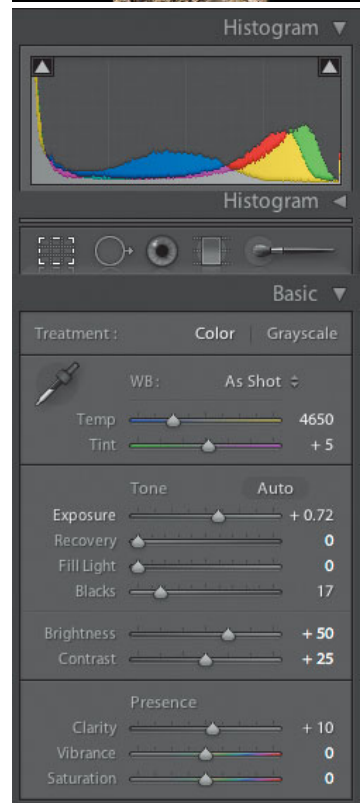 Histogram
Histogram
Basic
Treatment : Color | Grayscale
WB: As Shot
Temp 4650
Tint + 5
Tone Auto
Exposure + 0.72
Recovery 0
Fill Light 0
Blacks 17
Brightness + 50
Contrast + 25
Presence
Clarity + 10
Vibrance 0
Saturation 0